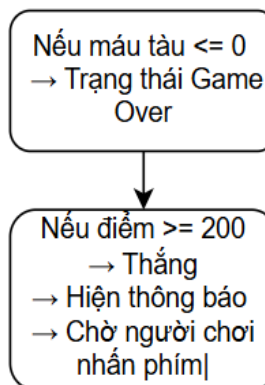 Nếu máu tàu <= 0
→ Trạng thái Game
Over
Nếu điểm >= 200
→ Thắng
→ Hiện thông báo
→ Chờ người chơi
nhấn phím|